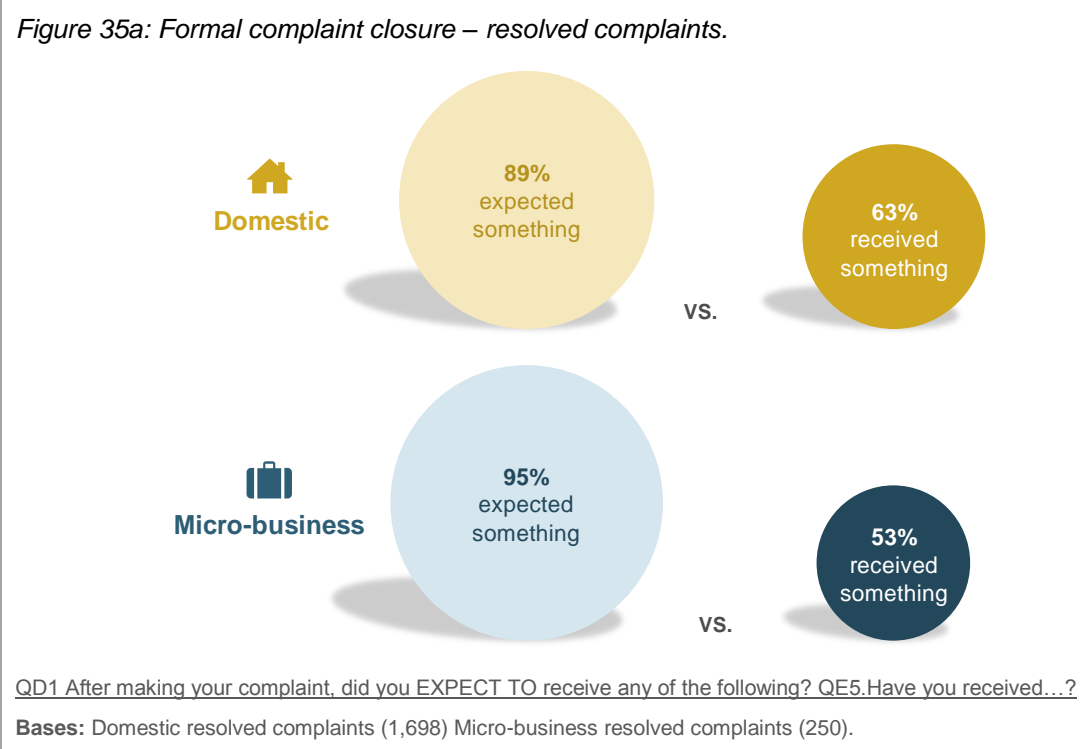 Figure 35a: Formal complaint closure – resolved complaints.
Domestic
89%
expected
something
vs.
63%
received
something
Micro-business
95%
expected
something
vs.
53%
received
something
QD1 After making your complaint, did you EXPECT TO receive any of the following? QE5.Have you received…?
Bases: Domestic resolved complaints (1,698) Micro-business resolved complaints (250).